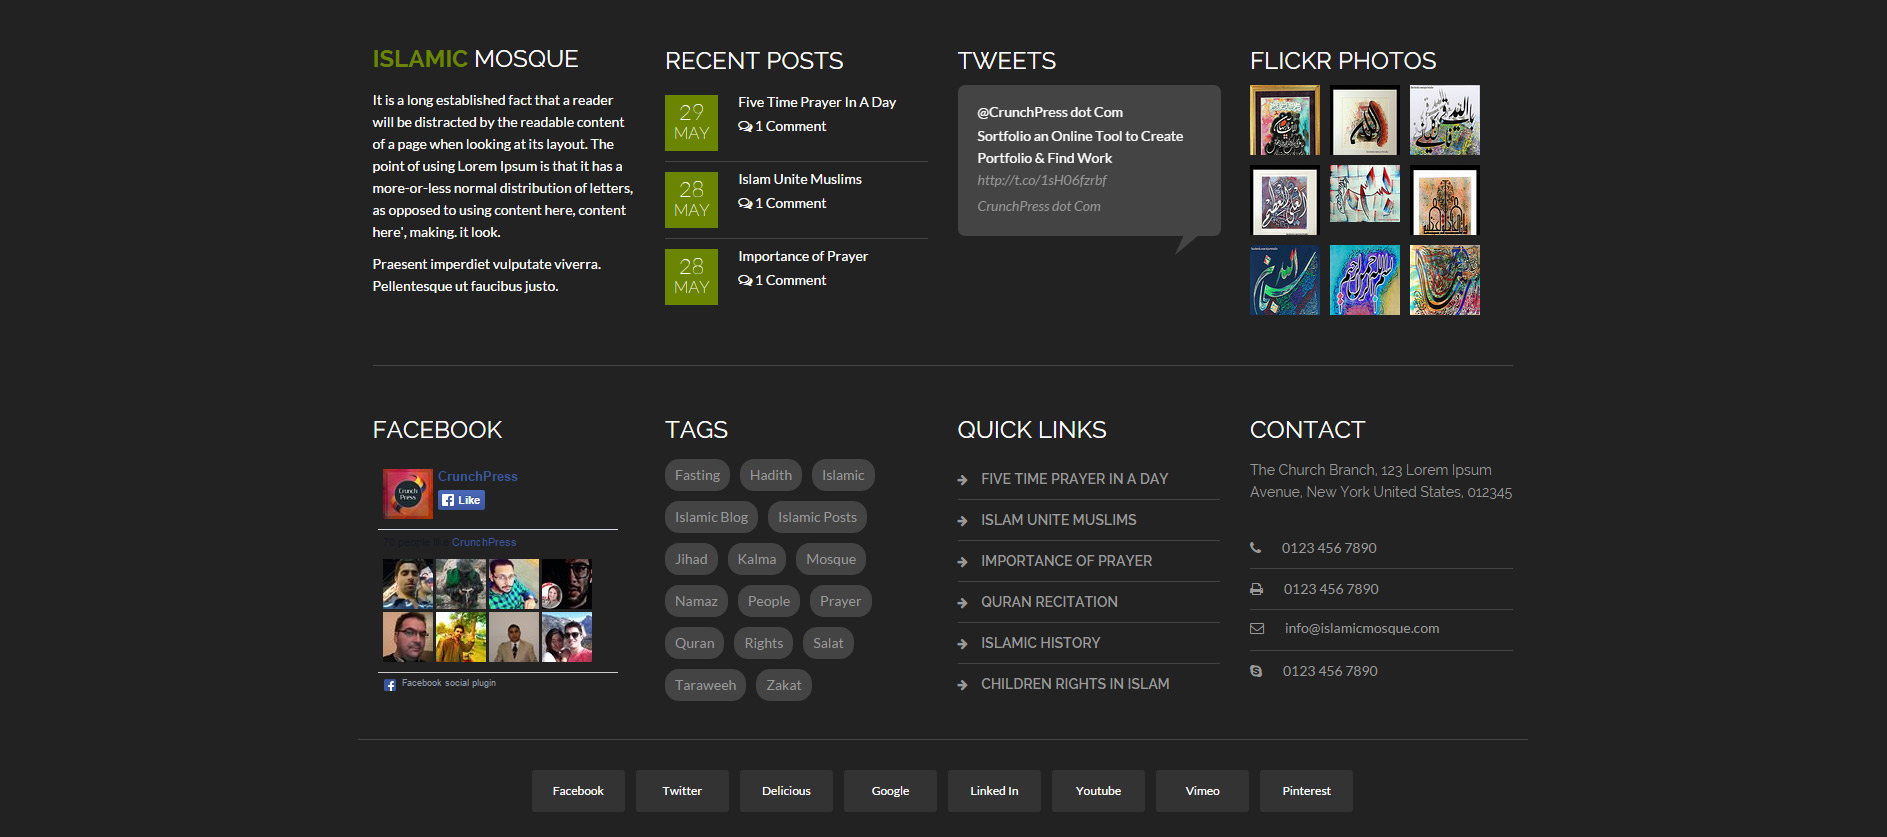 ISLAMIC MOSQUE
It is a long established fact that a reader
will be distracted by the readable content
of a page when looking at its layout. The
point of using Lorem Ipsum is that it has a
more-or-less normal distribution of letters,
as opposed to using content here, content
here', making. it look.
Praesent imperdiet vulputate viverra.
Pellentesque ut faucibus justo.
RECENT POSTS
29
MAY
Five Time Prayer In A Day
1 Comment
28
MAY
Islam Unite Muslims
1 Comment
28
MAY
Importance of Prayer
1 Comment
TWEETS
@CrunchPress dot Com
Sortfolio an Online Tool to Create
Portfolio & Find Work
http://t.co/1sH06fzrbf
CrunchPress dot Com
FLICKR PHOTOS
FACEBOOK
Crunch
Press
CrunchPress
Like
people like CrunchPress
Facebook social plugin
TAGS
Fasting
Hadith
Islamic
Islamic Blog
Islamic Posts
Jihad
Kalma
Mosque
Namaz
People
Prayer
Quran
Rights
Salat
Taraweeh
Zakat
QUICK LINKS
FIVE TIME PRAYER IN A DAY
ISLAM UNITE MUSLIMS
IMPORTANCE OF PRAYER
QURAN RECITATION
ISLAMIC HISTORY
CHILDREN RIGHTS IN ISLAM
CONTACT
The Church Branch, 123 Lorem Ipsum
Avenue, New York United States, 012345
0123 456 7890
0123 456 7890
info@islamicmosque.com
0123 456 7890
Facebook
Twitter
Delicious
Google
Linked In
Youtube
Vimeo
Pinterest